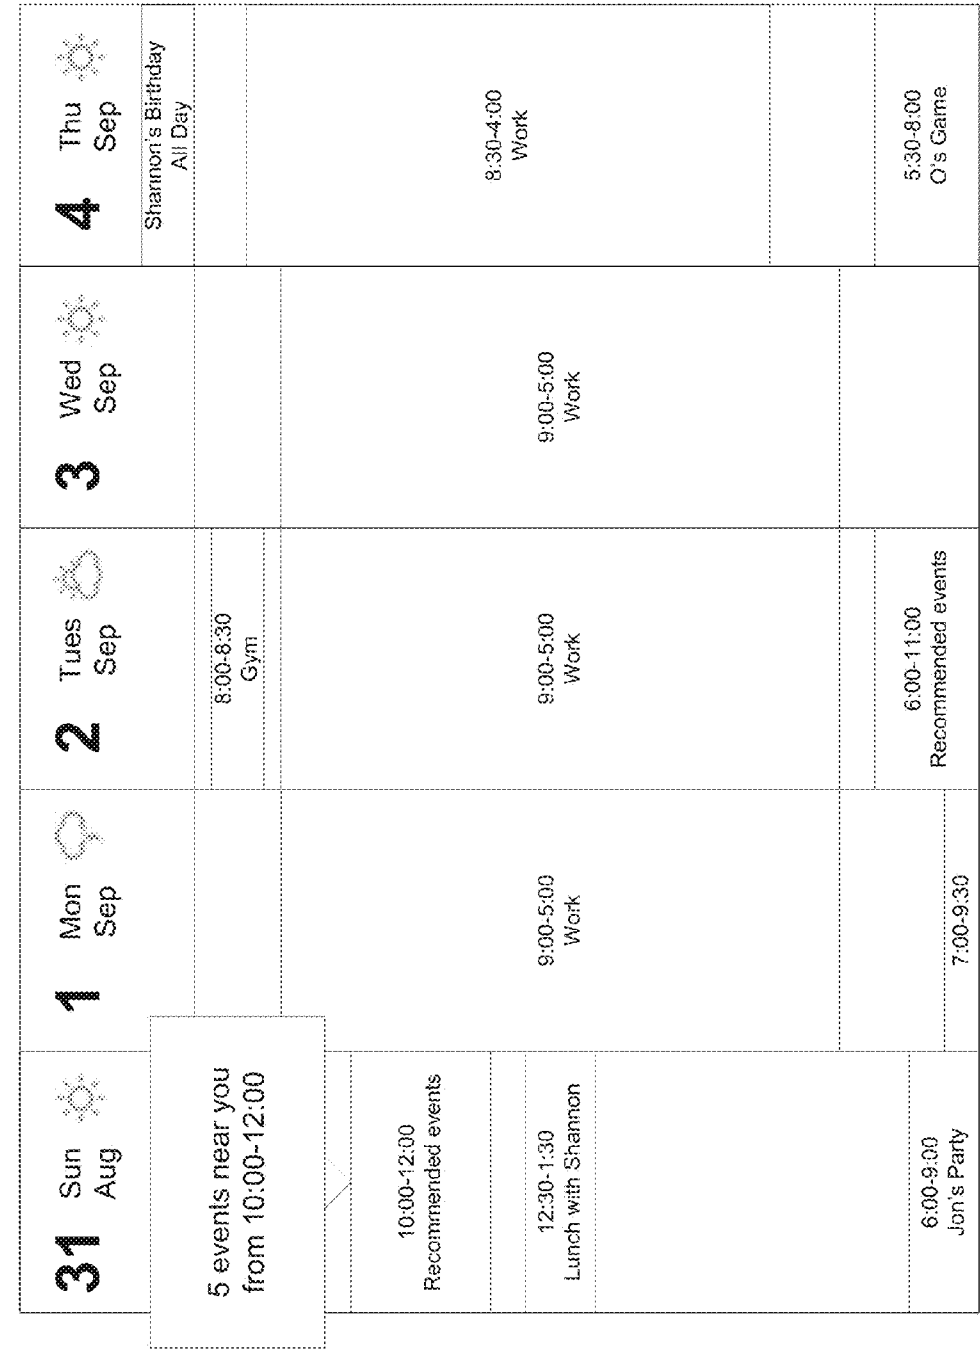 31 Sun
Aug
5 events near you
from 10:00-12:00
10:00-12:00
Recommended events
12:30-1:30
Lunch with Shannon
6:00-9:00
Jon's Party
1 Mon
Sep
9:00-5:00
Work
7:00-9:30
2 Tues
Sep
8:00-8:30
Gym
9:00-5:00
Work
6:00-11:00
Recommended events
3 Wed
Sep
9:00-5:00
Work
4 Thu
Sep
Shannon's Birthday
All Day
8:30-4:00
Work
5:30-8:00
O's Game